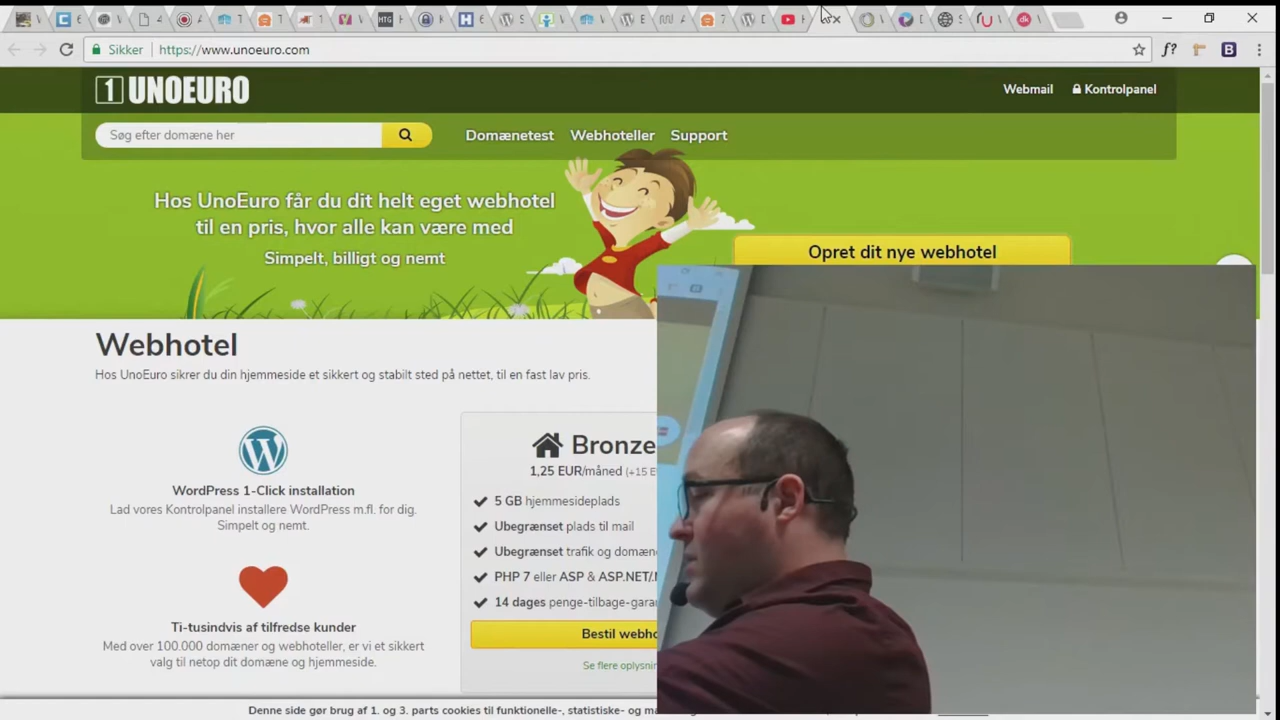 Sikker
https://www.unoeuro.com
f?
B
1 UNOEURO
Webmail
Kontrolpanel
Søg efter domæne her
Domænetest
Webhoteller
Support
Hos UnoEuro får du dit helt eget webhotel
til en pris, hvor alle kan være med
Simpelt, billigt og nemt
Opret dit nye webhotel
Webhotel
Hos UnoEuro sikrer du din hjemmeside et sikkert og stabilt sted på nettet, til en fast lav pris.
WordPress 1-Click installation
Lad vores Kontrolpanel installere WordPress m.fl. for dig.
Simpelt og nemt.
Ti-tusindvis af tilfredse kunder
Med over 100.000 domæner og webhoteller, er vi et sikkert
valg til netop dit domæne og hjemmeside.
Bronze
1,25 EUR/måned (+15 E
5 GB hjemmesideplads
Ubegrænset plads til mail
Ubegrænset trafik og domæne
PHP 7 eller ASP & ASP.NET/.
14 dages penge-tilbage-gara
Bestil webho
Se flere oplysnin
Denne side gør brug af 1. og 3. parts cookies til funktionelle-, statistiske- og ma